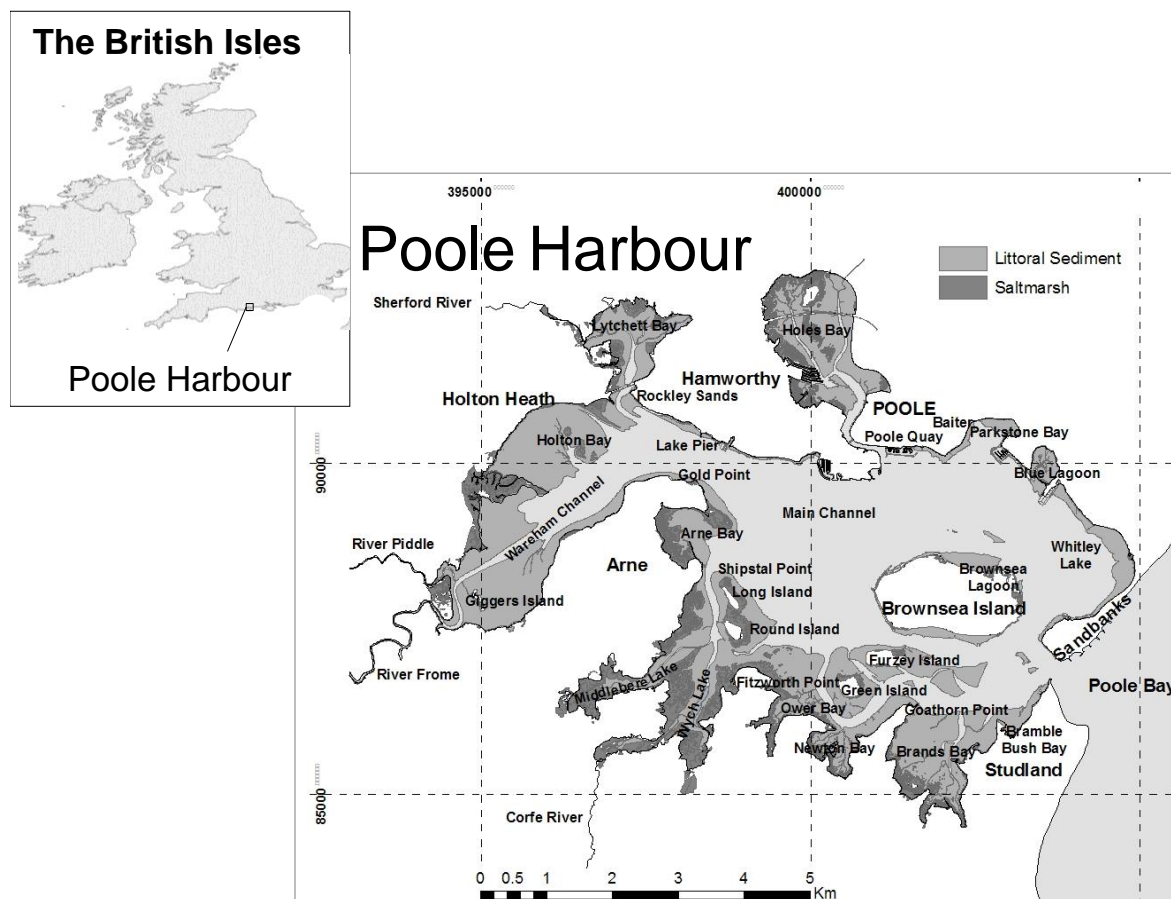 The British Isles
Poole Harbour
395000
400000
Poole Harbour
Littoral Sediment
Saltmarsh
Sherford River
Lytchett Bay
Holes Bay
Hamworthy
Holton Heath
Rockley Sands
POOLE
Baiter
Parkstone Bay
Poole Quay
Holton Bay
Lake Pier
90000
Gold Point
Blue Lagoon
Wareham Channel
Main Channel
Arne Bay
Whitley
Lake
River Piddle
Arne
Shipstal Point
Brownsea
Lagoon
Long Island
Giggers Island
Brownsea Island
Sandbanks
Round Island
River Frome
Furzey Island
Middlebere Lake
Wych Lake
Fitzworth Point
Green Island
Poole Bay
Ower Bay
Goathorn Point
Newton Bay
Brands Bay
Bramble
Bush Bay
Studland
85000
Corfe River
0 0.5 1 2 3 4 5
Km